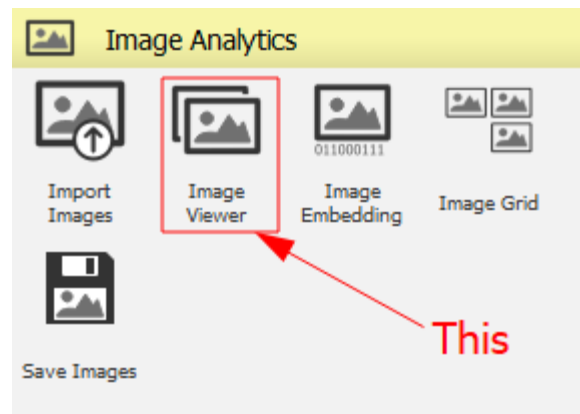 Image Analytics
Import
Images
Image
Viewer
011000111
Image
Embedding
Image Grid
Save Images
This